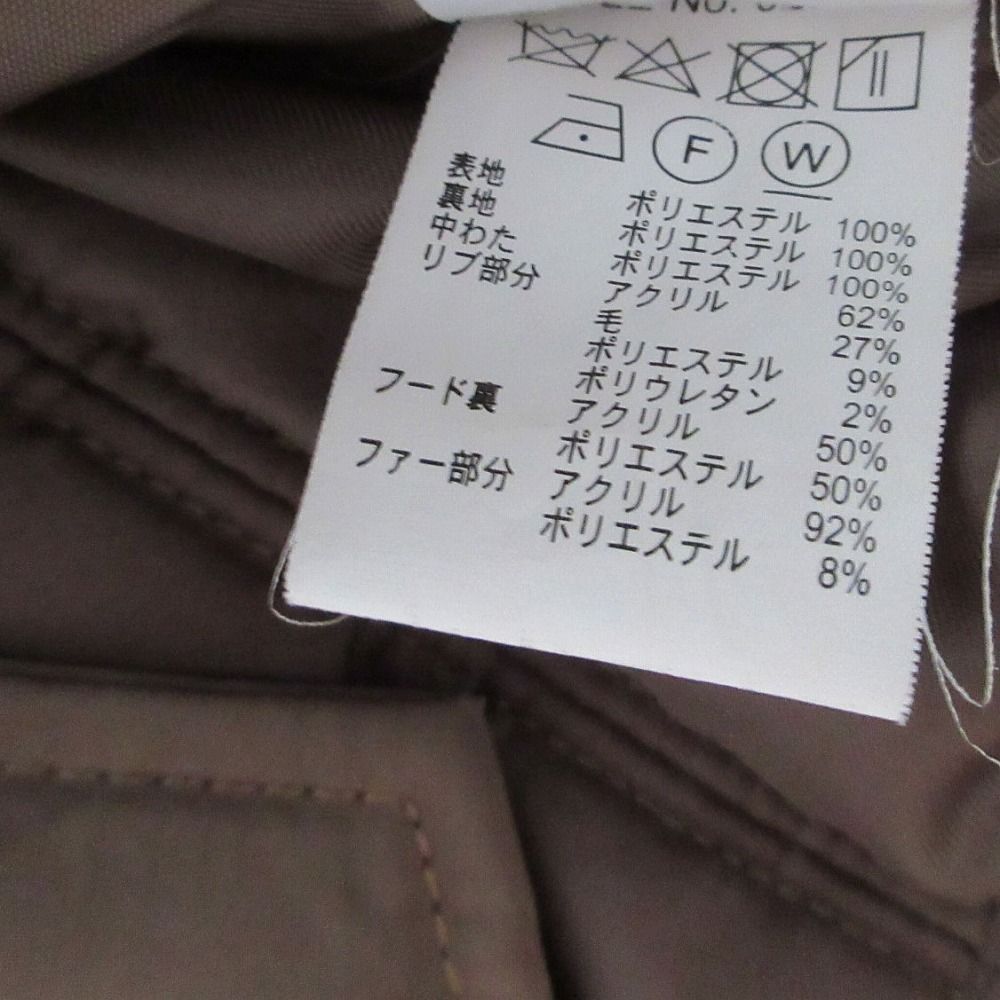 No.
F W
表地 ポリエステル 100%
裏地 ポリエステル 100%
中わた ポリエステル 100%
リブ部分 アクリル 62%
毛 27%
ポリエステル 9%
ポリウレタン 2%
フード裏 アクリル 50%
ポリエステル 50%
ファー部分 アクリル 92%
ポリエステル 8%